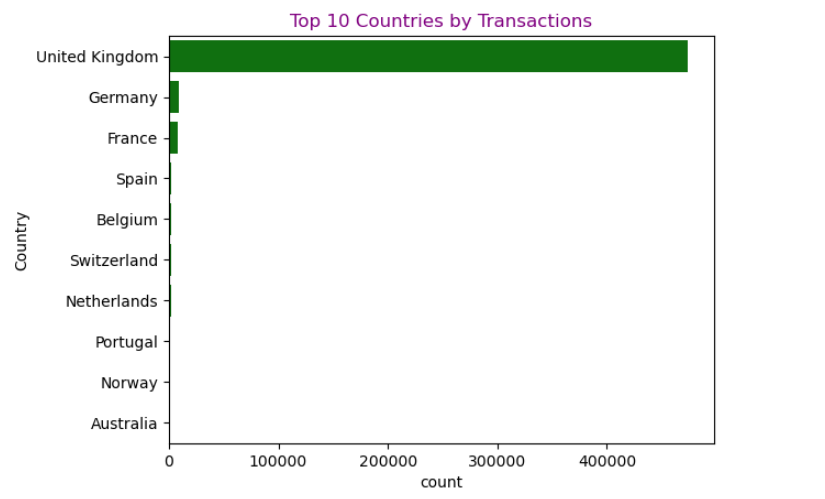 Top 10 Countries by Transactions
United Kingdom
Germany
France
Spain
Belgium
Switzerland
Netherlands
Portugal
Norway
Australia
Country
0 100000 200000 300000 400000
count